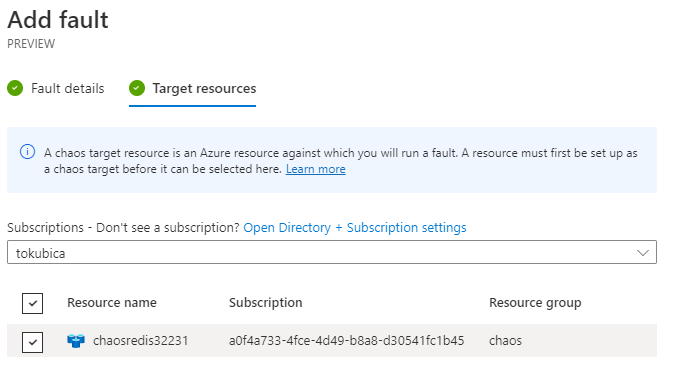 Add fault
PREVIEW
Fault details Target resources
A chaos target resource is an Azure resource against which you will run a fault. A resource must first be set up as
a chaos target before it can be selected here. Learn more
Subscriptions - Don't see a subscription? Open Directory + Subscription settings
tokubica
Resource name Subscription Resource group
chaosredis32231 a0f4a733-4fce-4d49-b8a8-d30541fc1b45 chaos